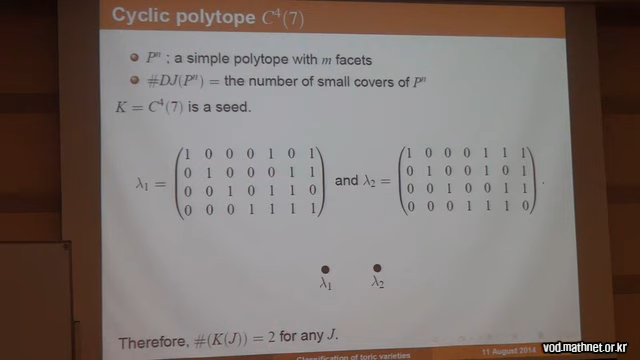 Cyclic polytope C⁴(7)
Pⁿ ; a simple polytope with m facets
#DJ(Pⁿ) = the number of small covers of Pⁿ
K = C⁴(7) is a seed.
λ₁ = (1 0 0 0 1 0 1
0 1 0 0 0 1 1
0 0 1 0 1 1 0
0 0 0 1 1 1 1) and λ₂ = (1 0 0 0 1 1 1
0 1 0 0 1 0 1
0 0 1 0 0 1 1
0 0 0 1 1 1 0).
λ₁ λ₂
Therefore, #(K(J)) = 2 for any J.
Classification of toric varieties
11 August 2014
vod.mathnet.or.kr